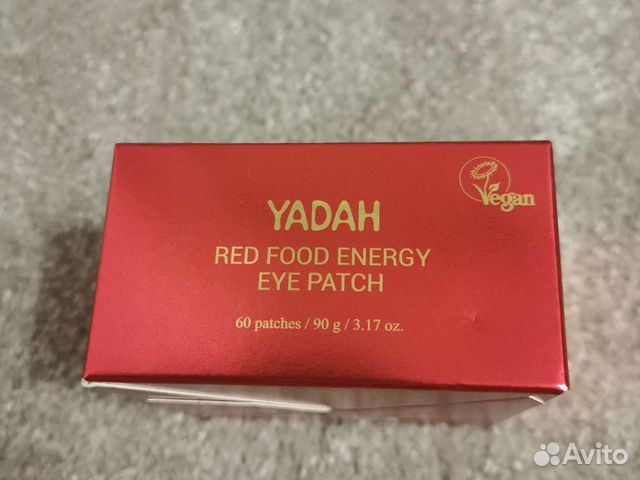 Vegan
YADAH
RED FOOD ENERGY
EYE PATCH
60 patches / 90 g / 3.17 oz.
Avito